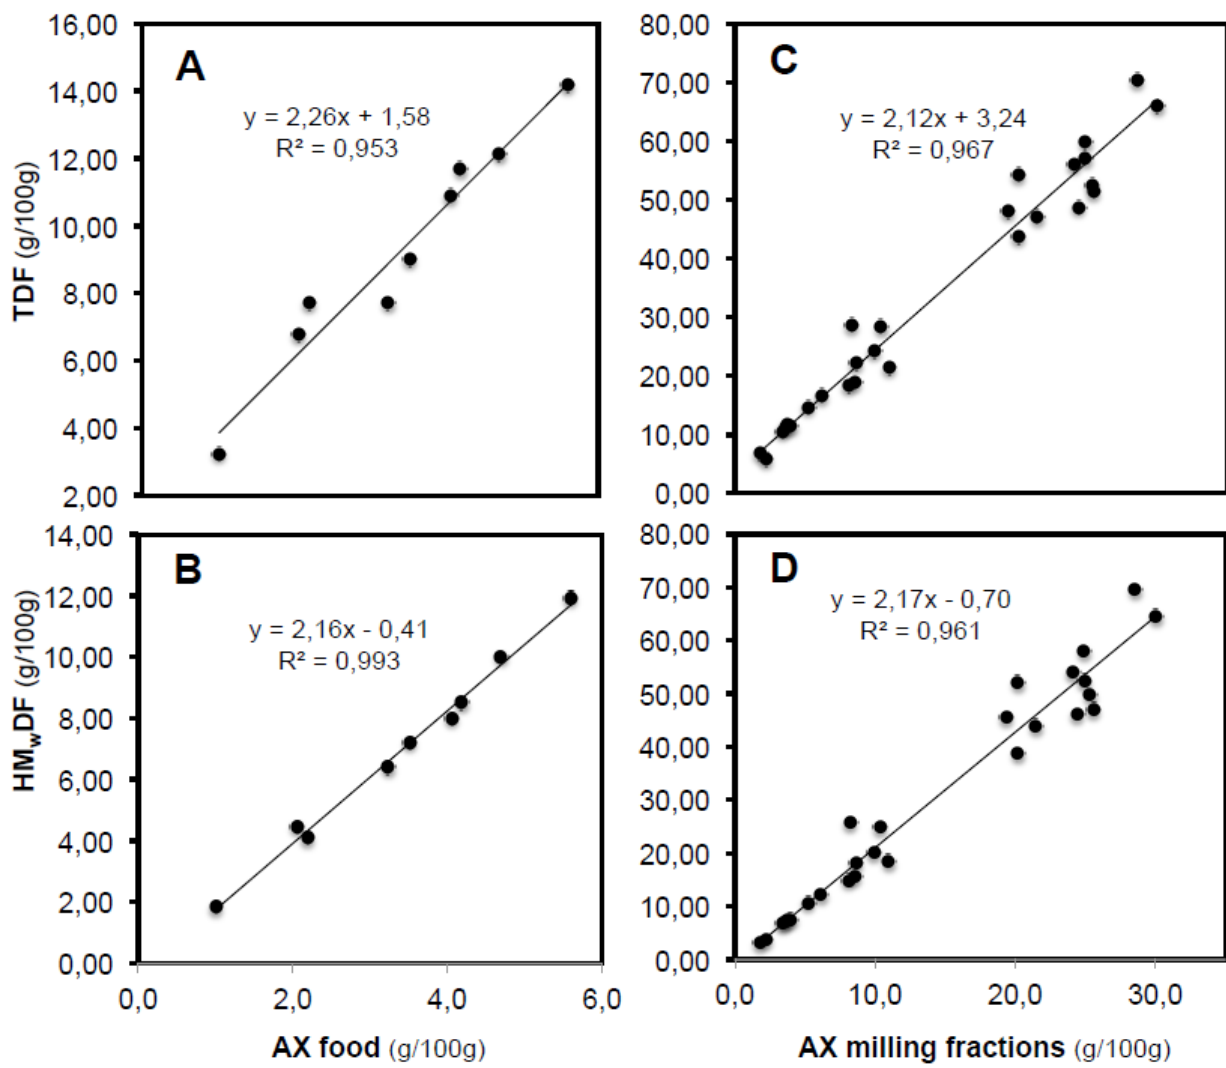 A
y = 2,26x + 1,58
R² = 0,953
TDF (g/100g)
16,00
14,00
12,00
10,00
8,00
6,00
4,00
2,00
C
y = 2,12x + 3,24
R² = 0,967
80,00
70,00
60,00
50,00
40,00
30,00
20,00
10,00
0,00
B
y = 2,16x - 0,41
R² = 0,993
HMwDF (g/100g)
14,00
12,00
10,00
8,00
6,00
4,00
2,00
0,00
0,0 2,0 4,0 6,0
AX food (g/100g)
D
y = 2,17x - 0,70
R² = 0,961
80,00
70,00
60,00
50,00
40,00
30,00
20,00
10,00
0,00
0,0 10,0 20,0 30,0
AX milling fractions (g/100g)